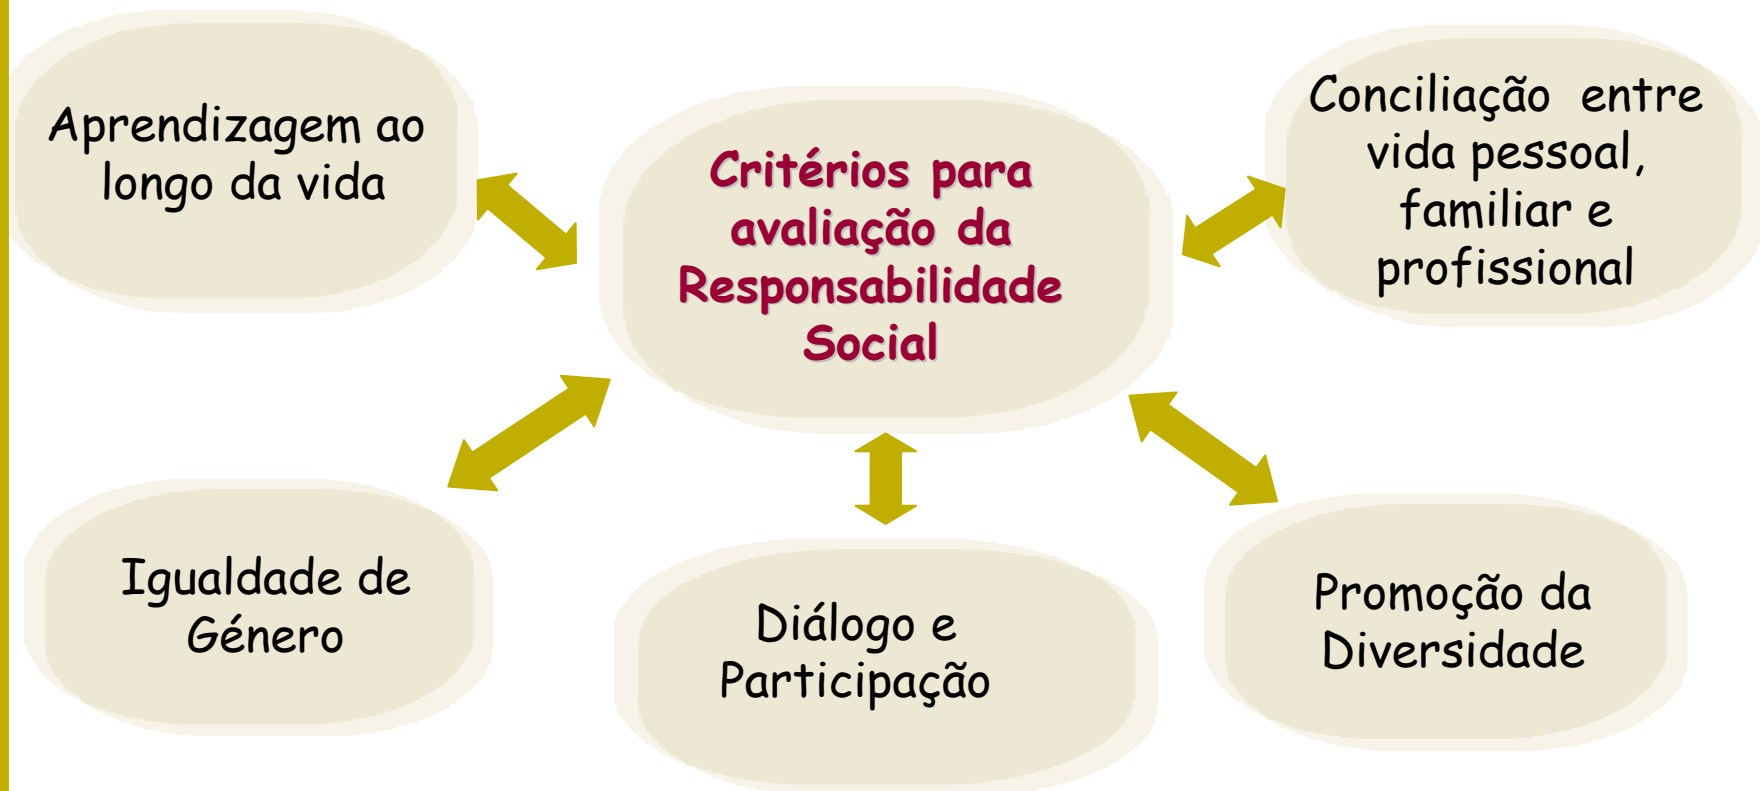 Aprendizagem ao
longo da vida
Critérios para
avaliação da
Responsabilidade
Social
Conciliação entre
vida pessoal,
familiar e
profissional
Igualdade de
Género
Diálogo e
Participação
Promoção da
Diversidade